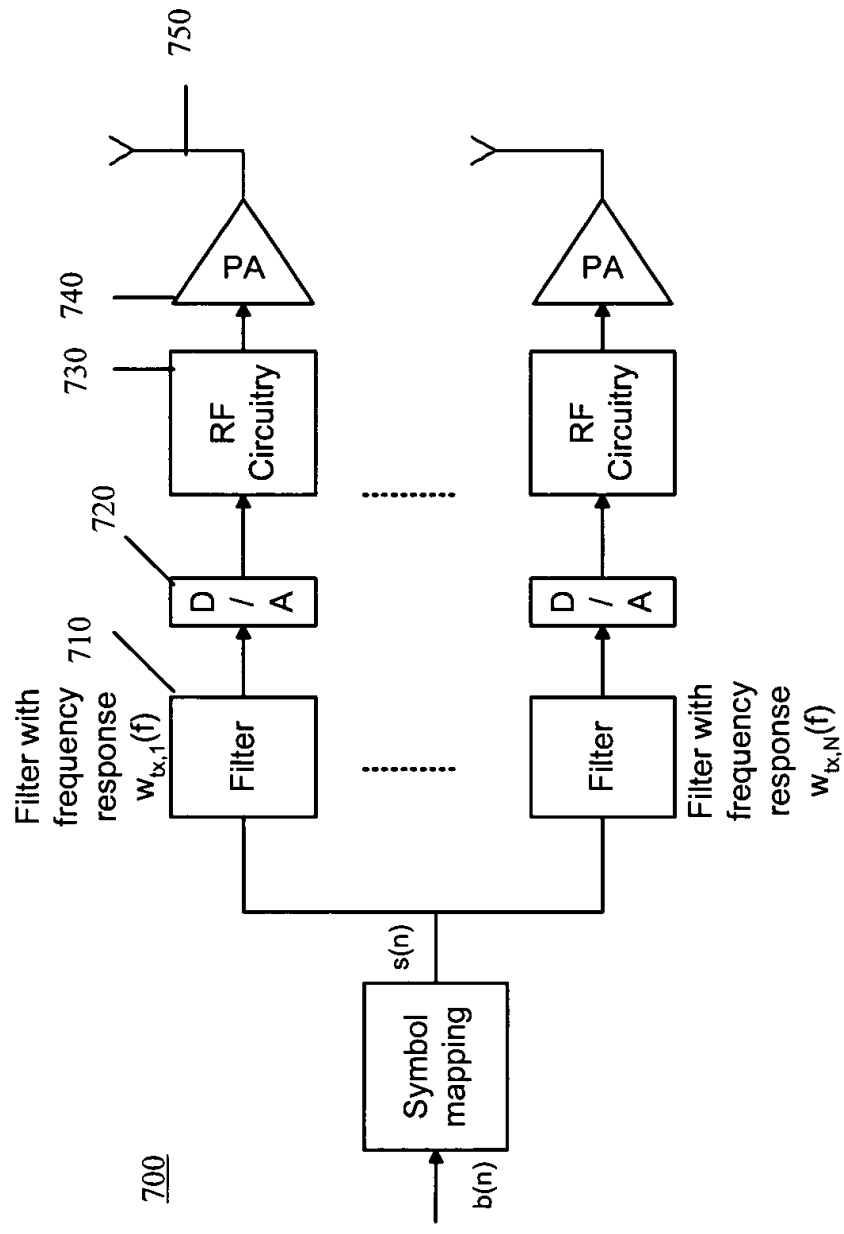 700
b(n)
Symbol
mapping
s(n)
Filter with
frequency
response
w_{tx,1}(f)
710
Filter
720
D
/
A
730
RF
Circuitry
740
PA
750
Filter
Filter with
frequency
response
w_{tx,N}(f)
D
/
A
RF
Circuitry
PA